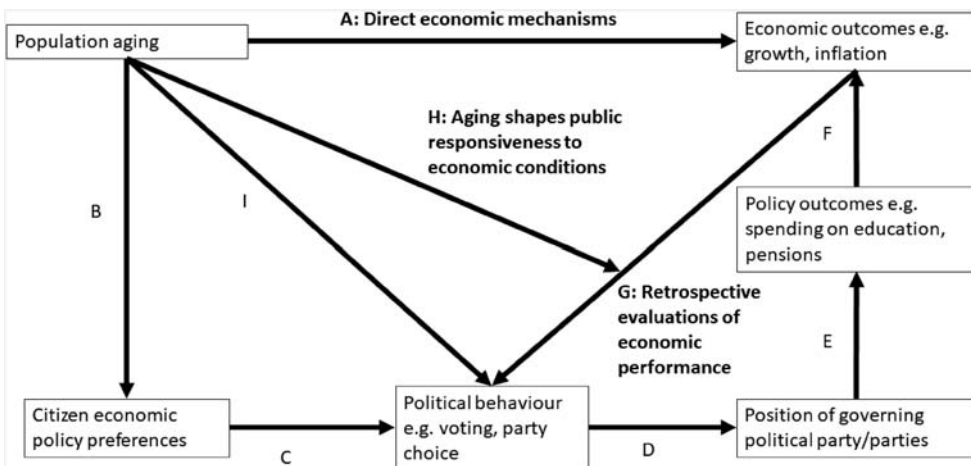 A: Direct economic mechanisms
Population aging
Economic outcomes e.g.
growth, inflation
H: Aging shapes public
responsiveness to
economic conditions
F
B
I
Policy outcomes e.g.
spending on education,
pensions
G: Retrospective
evaluations of
economic
performance
E
Citizen economic
policy preferences
C
Political behaviour
e.g. voting, party
choice
D
Position of governing
political party/parties